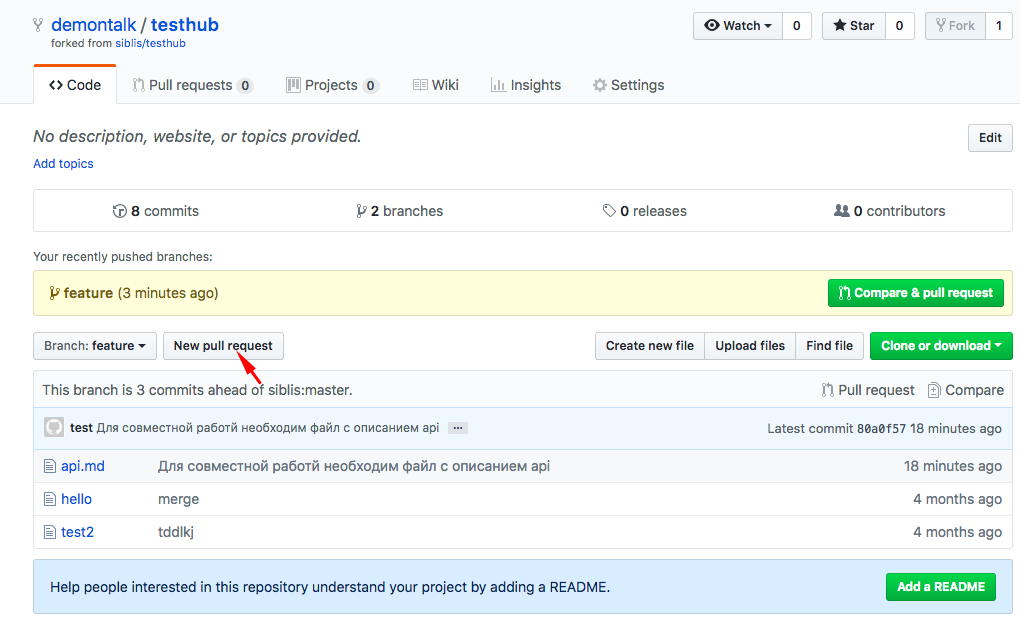 demontalk / testhub
Watch 0 Star 0 Fork 1
forked from siblis/testhub
Code Pull requests 0 Projects 0 Wiki Insights Settings
No description, website, or topics provided. Edit
Add topics
8 commits 2 branches 0 releases 0 contributors
Your recently pushed branches:
feature (3 minutes ago) Compare & pull request
Branch: feature New pull request Create new file Upload files Find file Clone or download
This branch is 3 commits ahead of siblis:master. Pull request Compare
test Для совместной работй необходим файл с описанием api ... Latest commit 80a0f57 18 minutes ago
api.md Для совместной работй необходим файл с описанием api 18 minutes ago
hello merge 4 months ago
test2 tddlkj 4 months ago
Help people interested in this repository understand your project by adding a README. Add a README